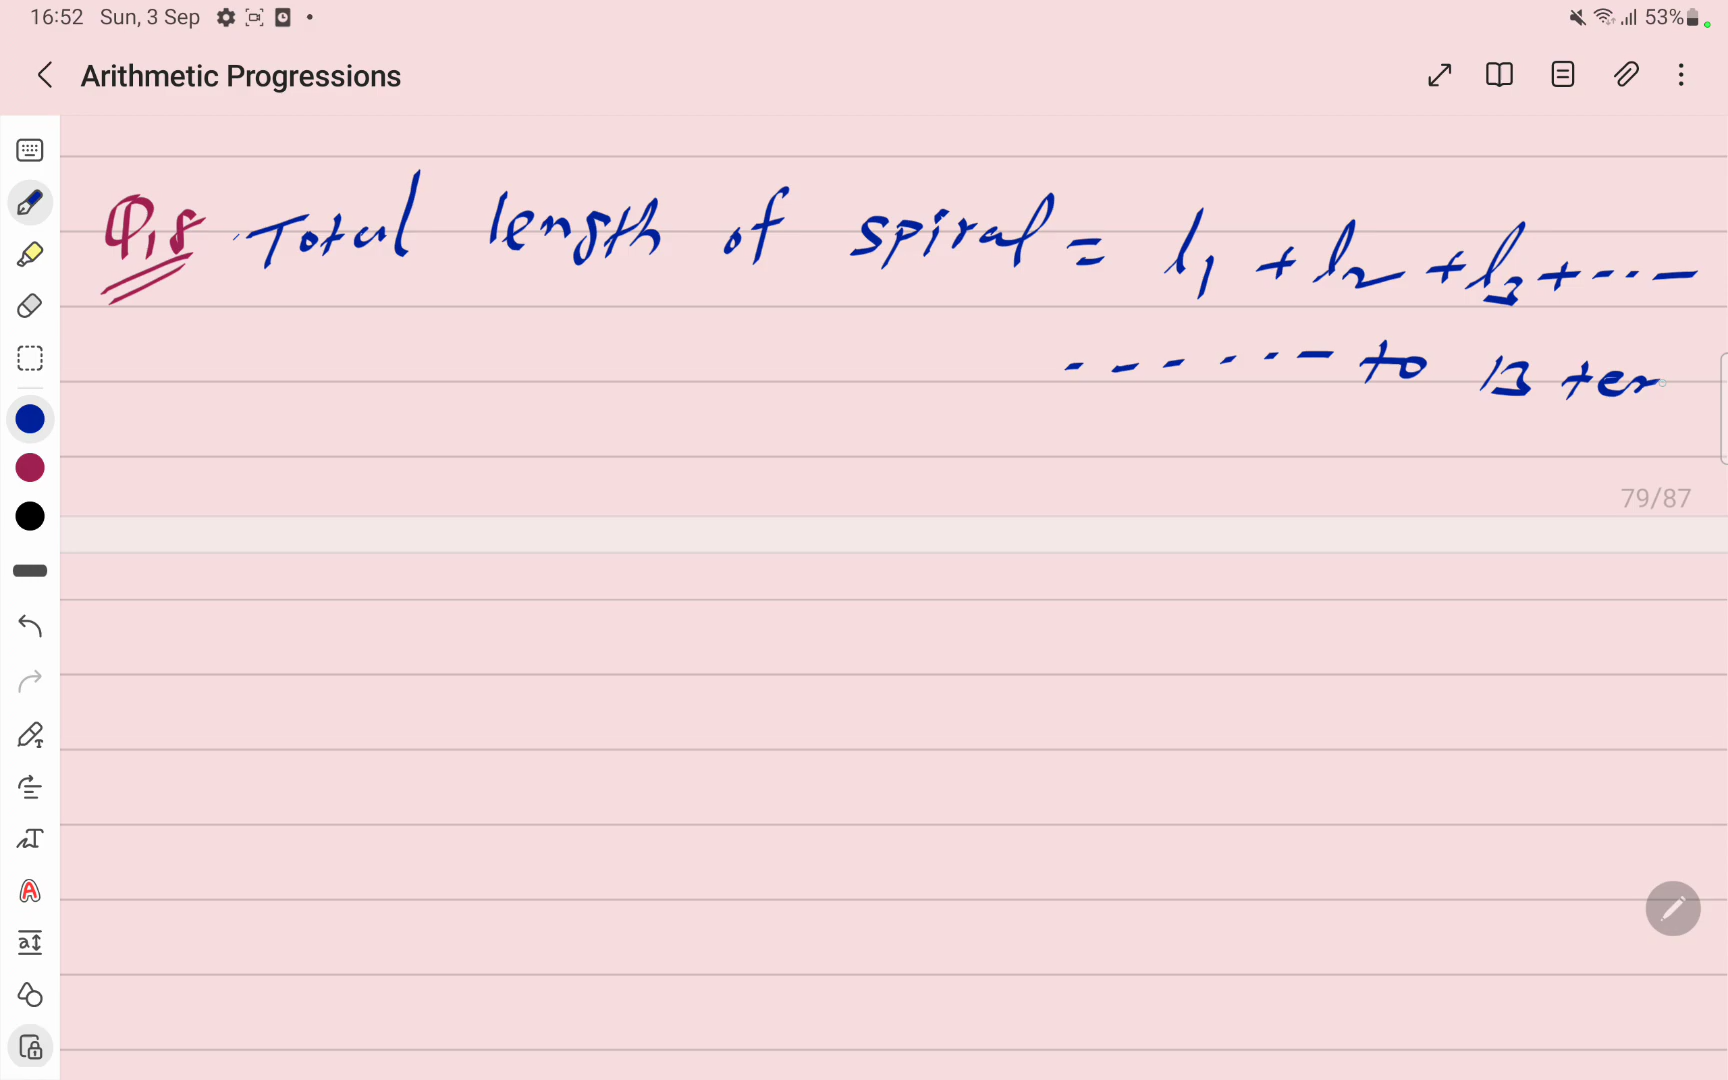 16:52 Sun, 3 Sep 53%
Arithmetic Progressions
Q.18 Total length of spiral = l₁ + l₂ + l₃ + - - -
- - - - - - to 13 ter
79/87